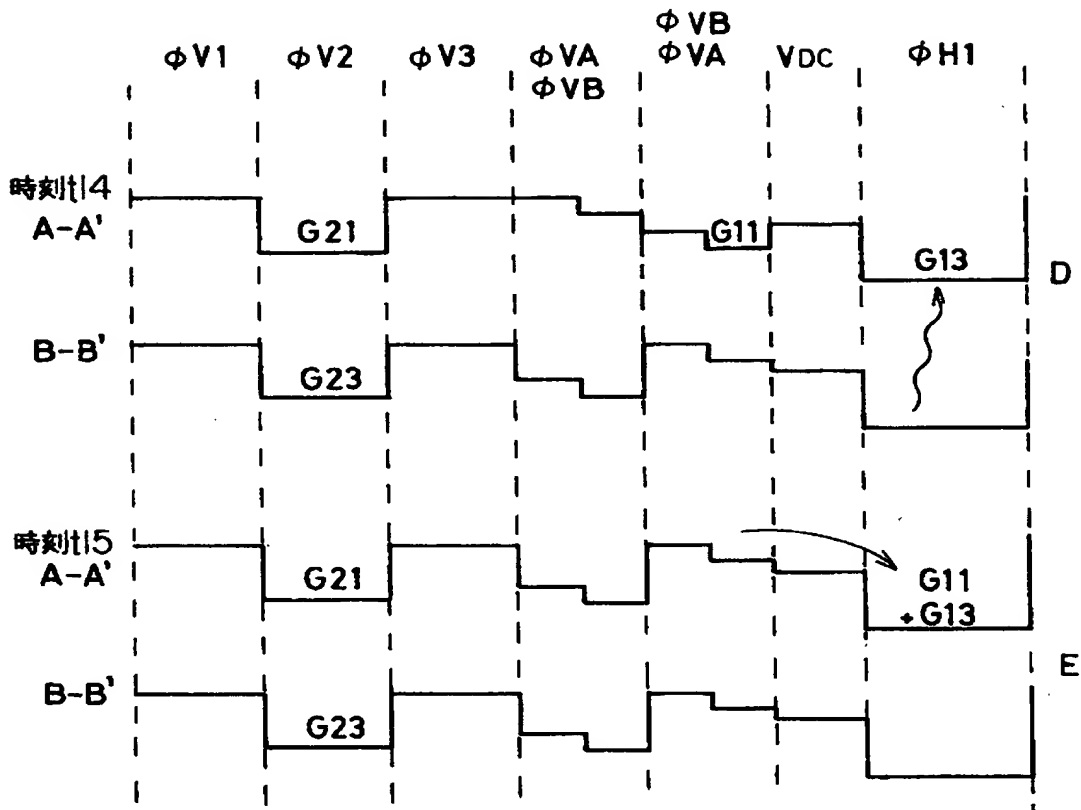 φVB
φV1 φV2 φV3 φVA φVA VDC φH1
φVB
時刻t14
A-A' G21 G11 G13 D
B-B' G23
時刻t15
A-A' G21 G11
+G13
E
B-B' G23